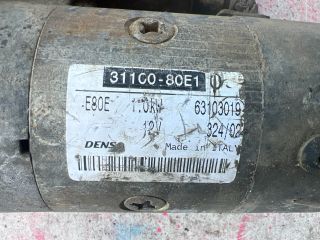 31100-80E1
E80E 1.0KW 63103019
12V 324/02
DENS
Made in ITALY